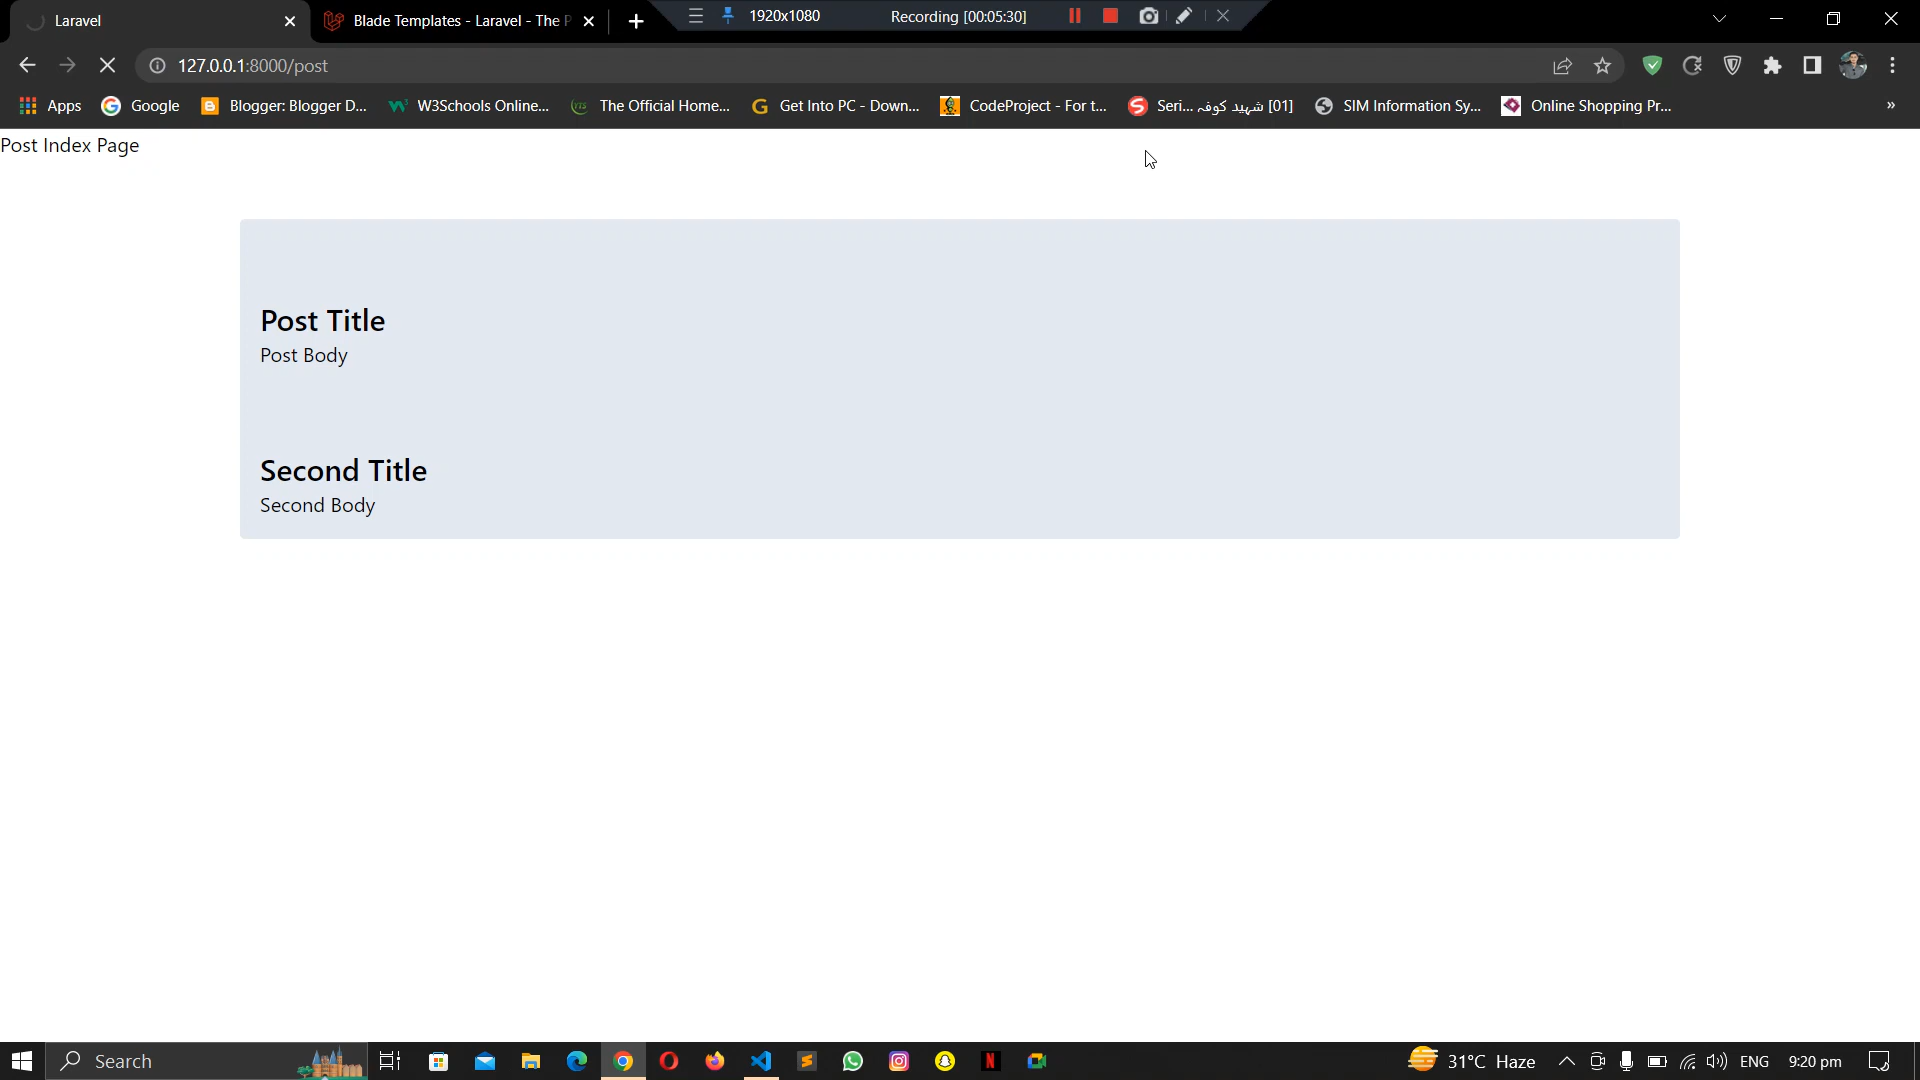 Laravel
Blade Templates - Laravel - The P
1920x1080
Recording [00:05:30]
127.0.0.1:8000/post
Apps
Google
Blogger: Blogger D...
W3Schools Online...
The Official Home...
Get Into PC - Down...
CodeProject - For t...
Seri... شهید کوفہ [01]
SIM Information Sy...
Online Shopping Pr...
»
Post Index Page
Post Title
Post Body
Second Title
Second Body
Search
31°C Haze
ENG
9:20 pm